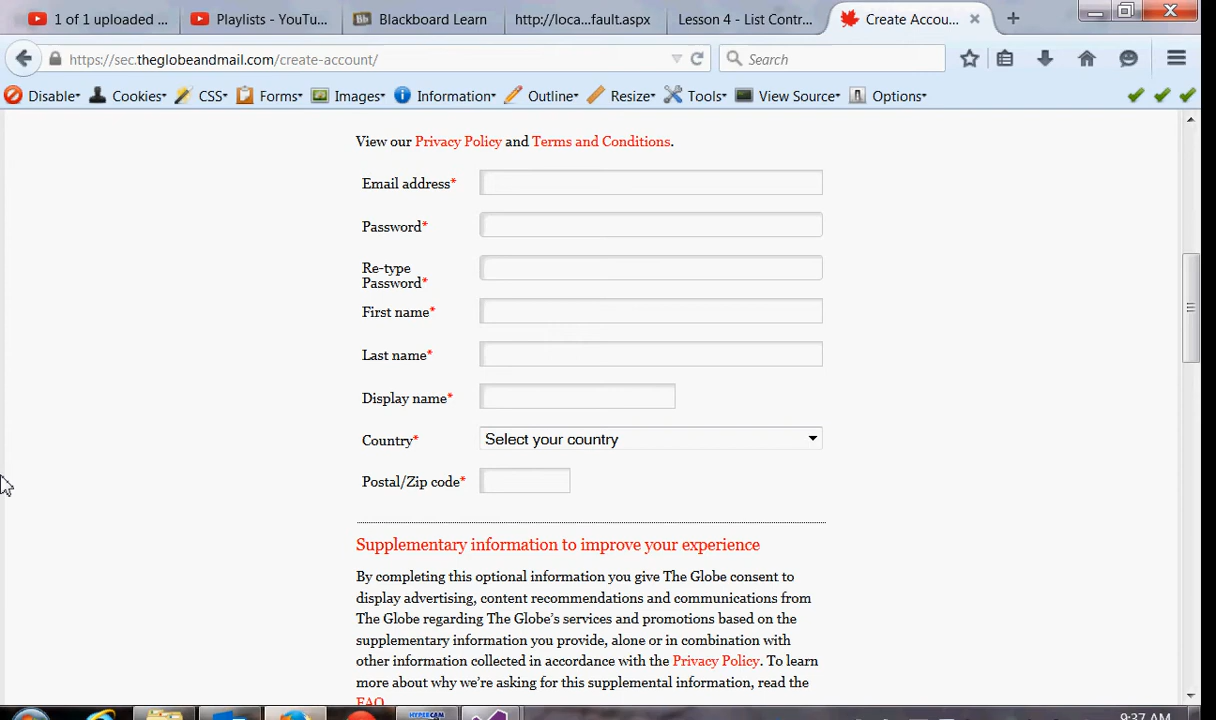 1 of 1 uploaded ...
Playlists - YouTu...
Blackboard Learn
http://loca...fault.aspx
Lesson 4 - List Contr...
Create Accou...
https://sec.theglobeandmail.com/create-account/
Search
Disable
Cookies
CSS
Forms
Images
Information
Outline
Resize
Tools
View Source
Options
View our Privacy Policy and Terms and Conditions.
Email address*
Password*
Re-type
Password*
First name*
Last name*
Display name*
Country*
Select your country
Postal/Zip code*
Supplementary information to improve your experience
By completing this optional information you give The Globe consent to
display advertising, content recommendations and communications from
The Globe regarding The Globe's services and promotions based on the
supplementary information you provide, alone or in combination with
other information collected in accordance with the Privacy Policy. To learn
more about why we're asking for this supplemental information, read the
FAQ
HYPERCAM
9:37 AM